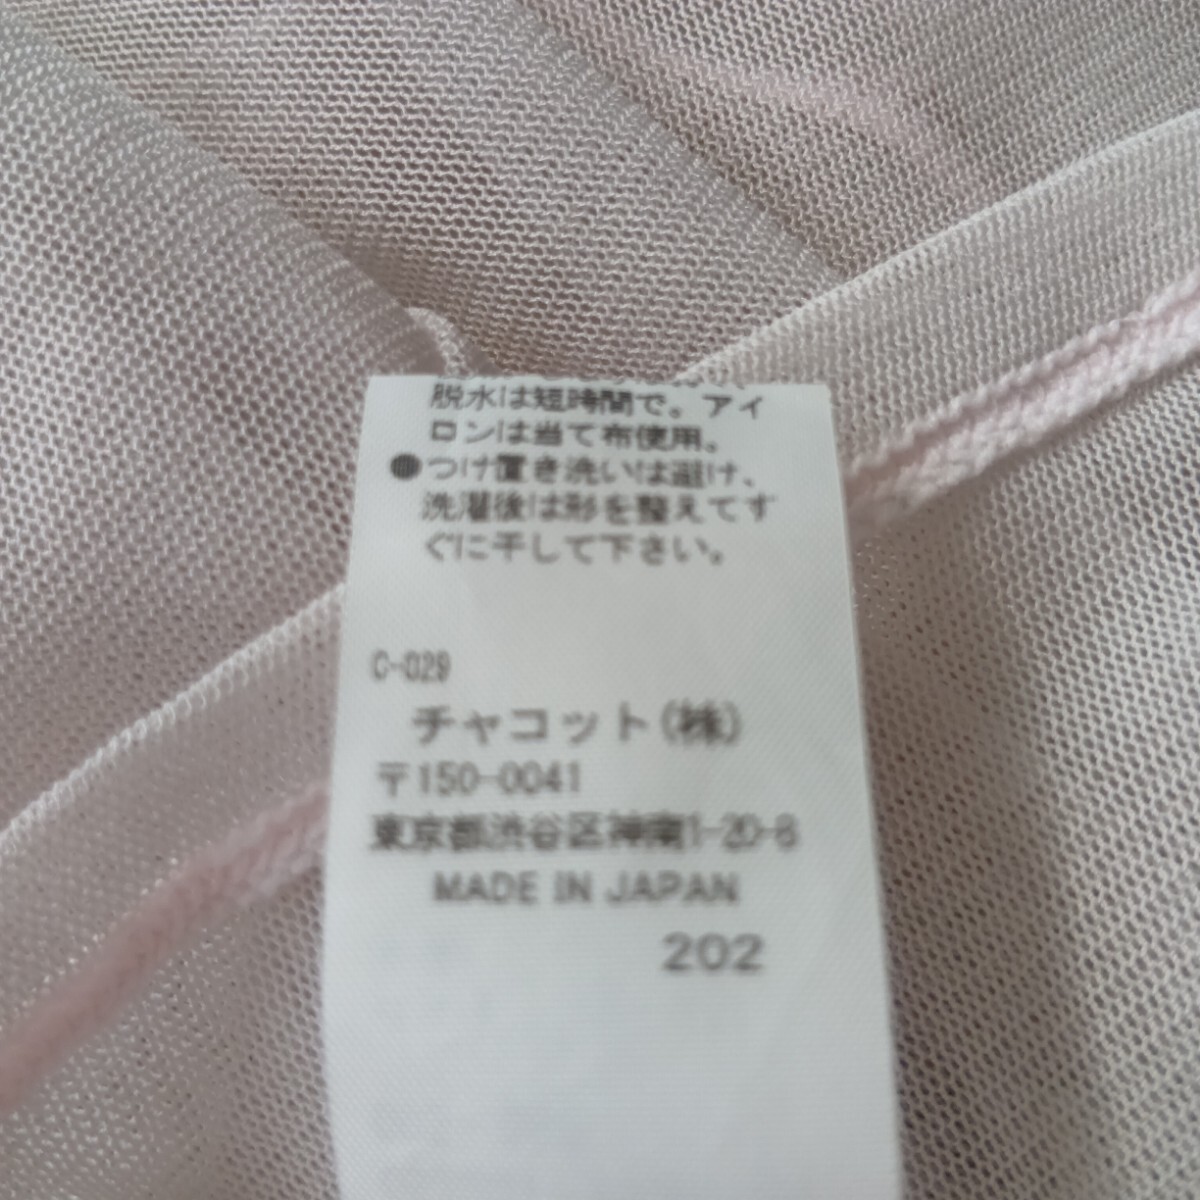 脱水は短時間で。アイ
ロンは当て布使用。
●つけ置き洗いは避け、
洗濯後は形を整えてす
ぐに干して下さい。
C-029
チャコット(株)
〒150-0041
東京都渋谷区神南1-20-8
MADE IN JAPAN
202